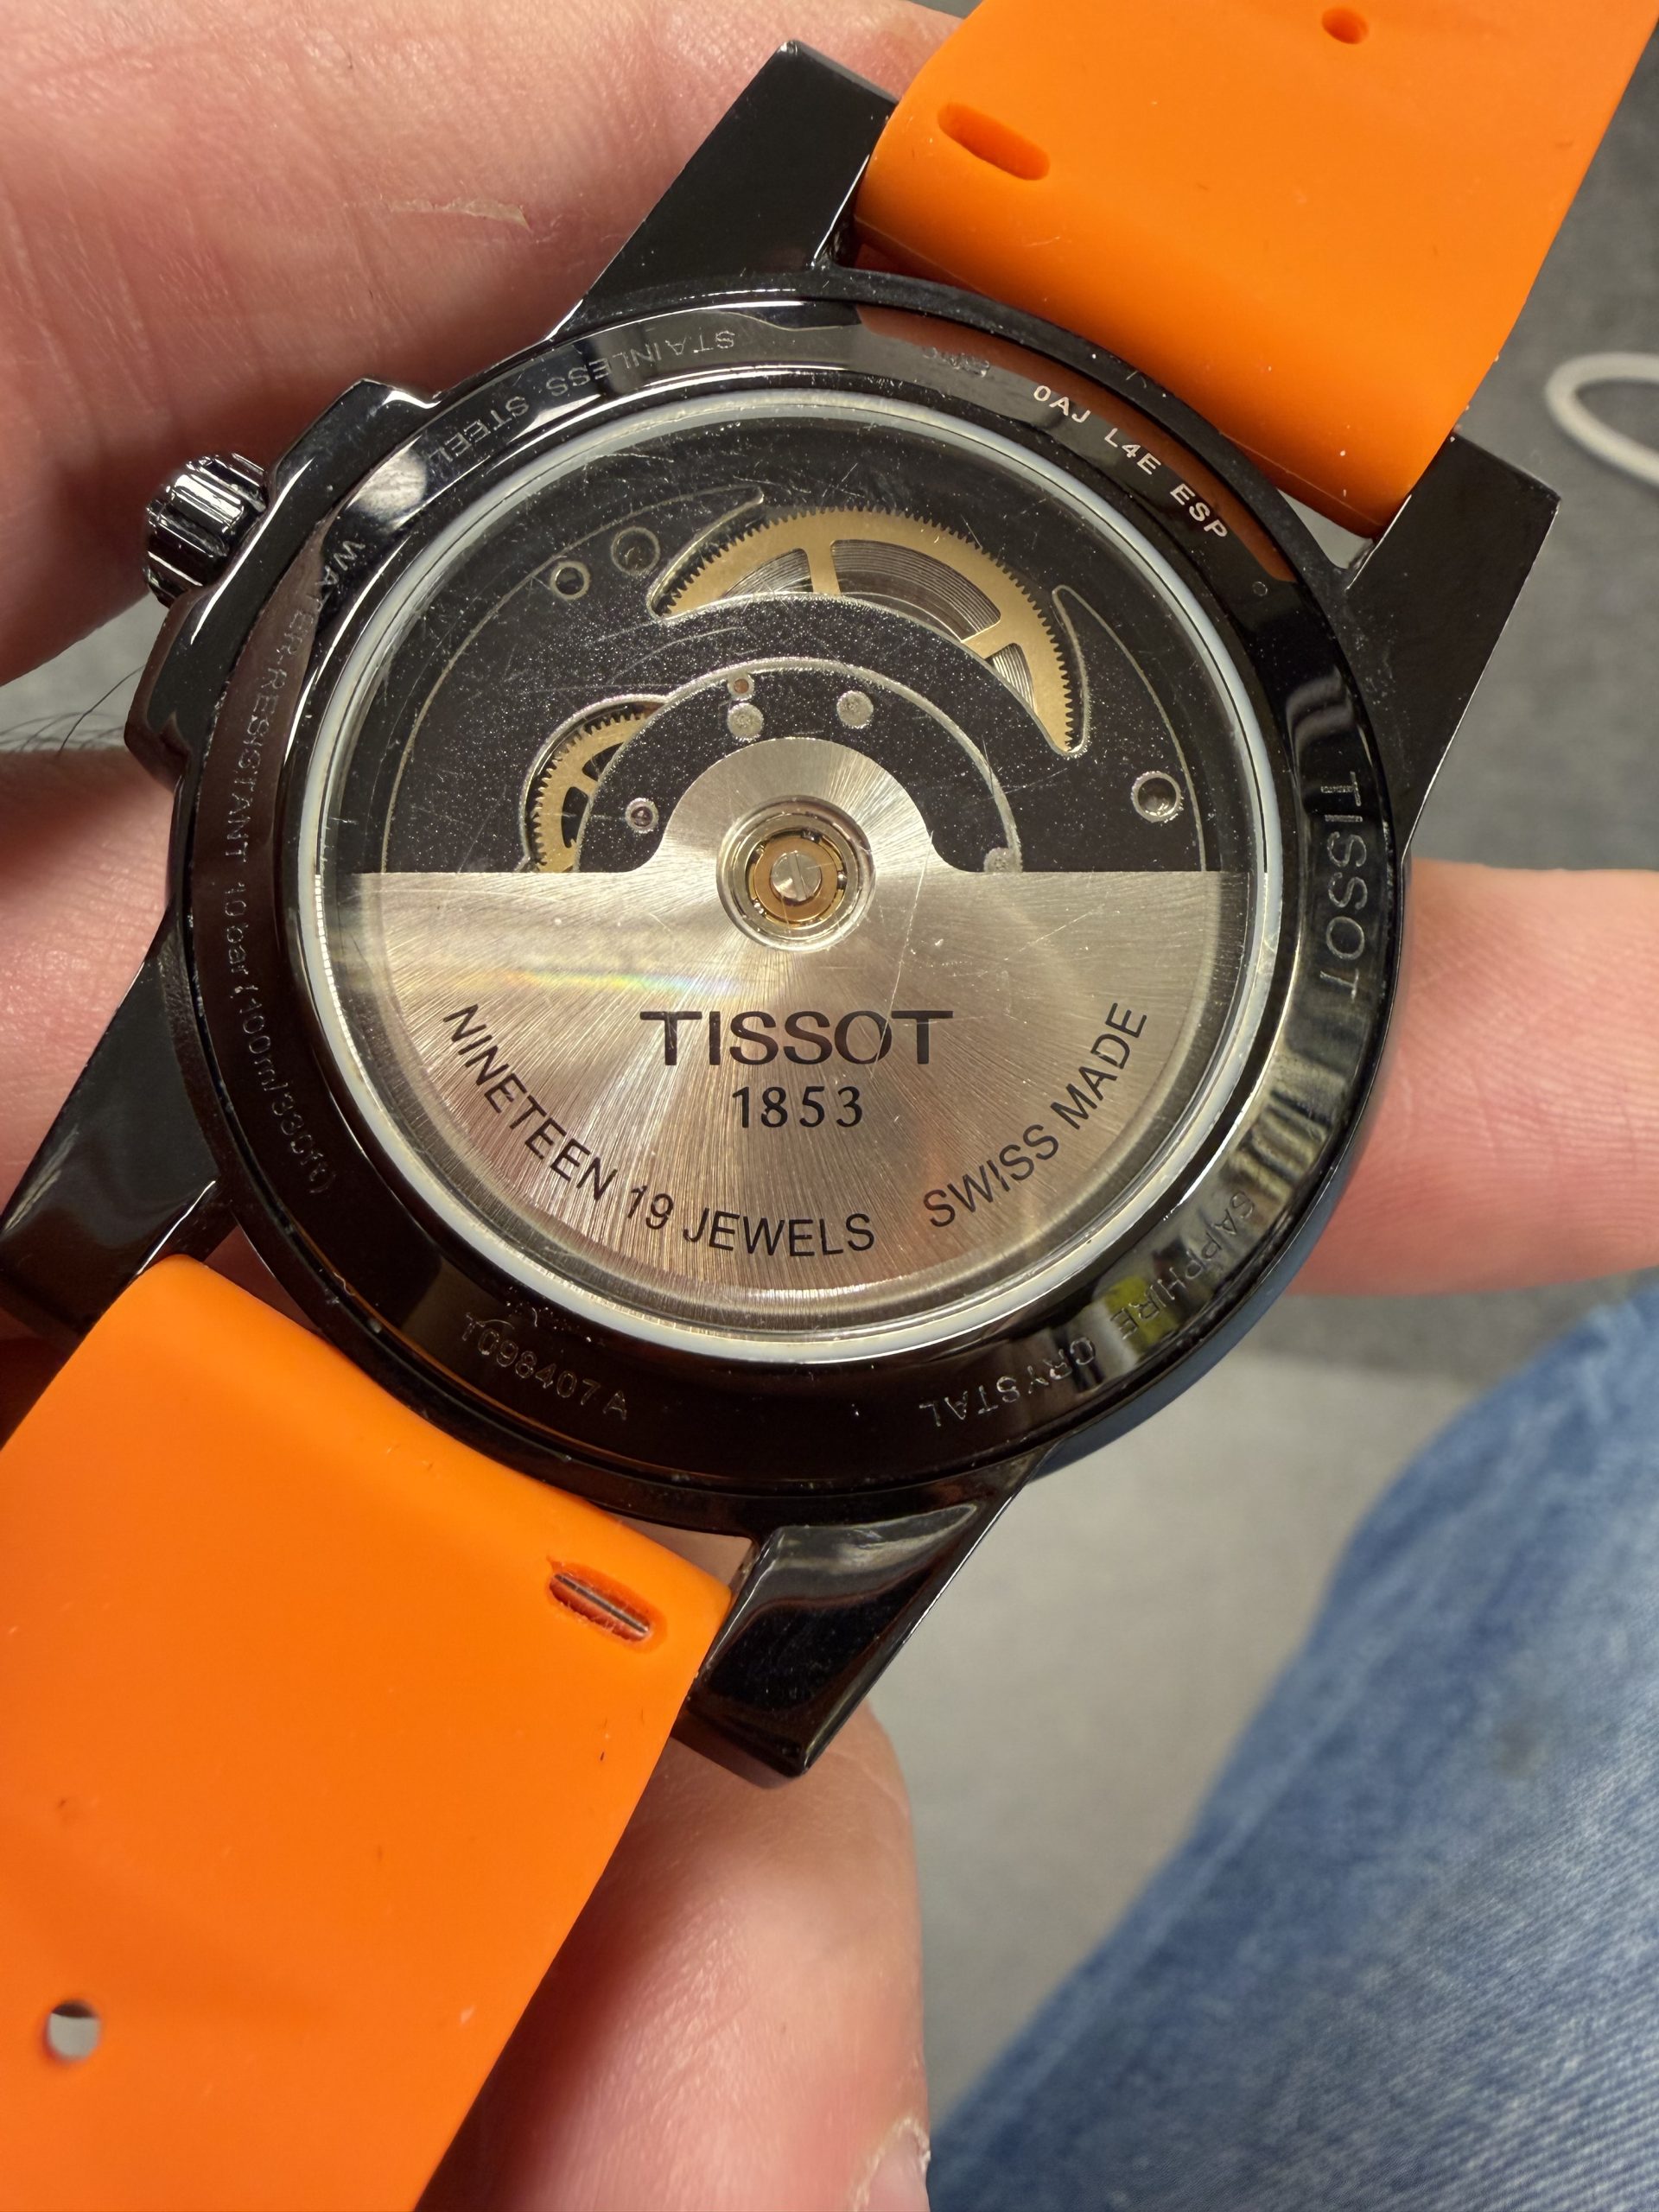 STAINLESS STEEL
0AJ L4E ESP
WATER-RESISTANT 10 bar (100m/330ft)
TISSOT
TISSOT
1853
NINETEEN 19 JEWELS
SWISS MADE
SAPPHIRE CRYSTAL
T098407 A